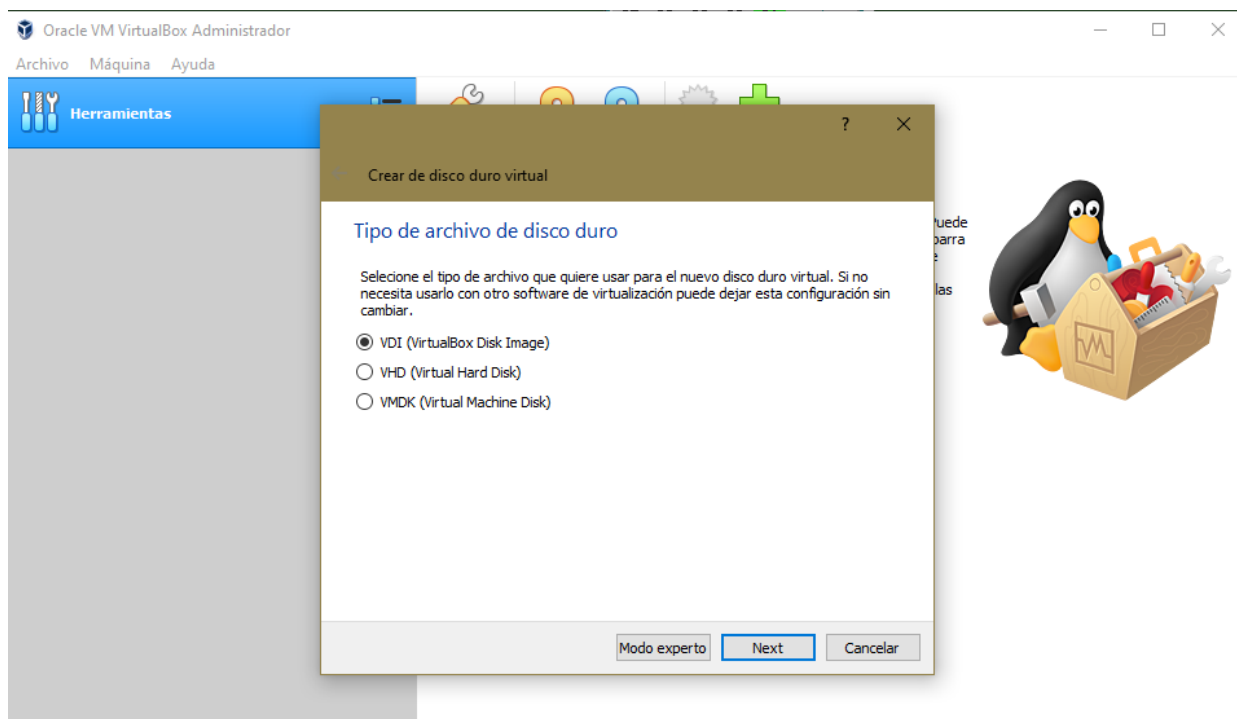 Oracle VM VirtualBox Administrador
Archivo Máquina Ayuda
Herramientas
?
Crear de disco duro virtual
Tipo de archivo de disco duro
Selecione el tipo de archivo que quiere usar para el nuevo disco duro virtual. Si no
necesita usarlo con otro software de virtualización puede dejar esta configuración sin
cambiar.
VDI (VirtualBox Disk Image)
VHD (Virtual Hard Disk)
VMDK (Virtual Machine Disk)
Modo experto Next Cancelar
las